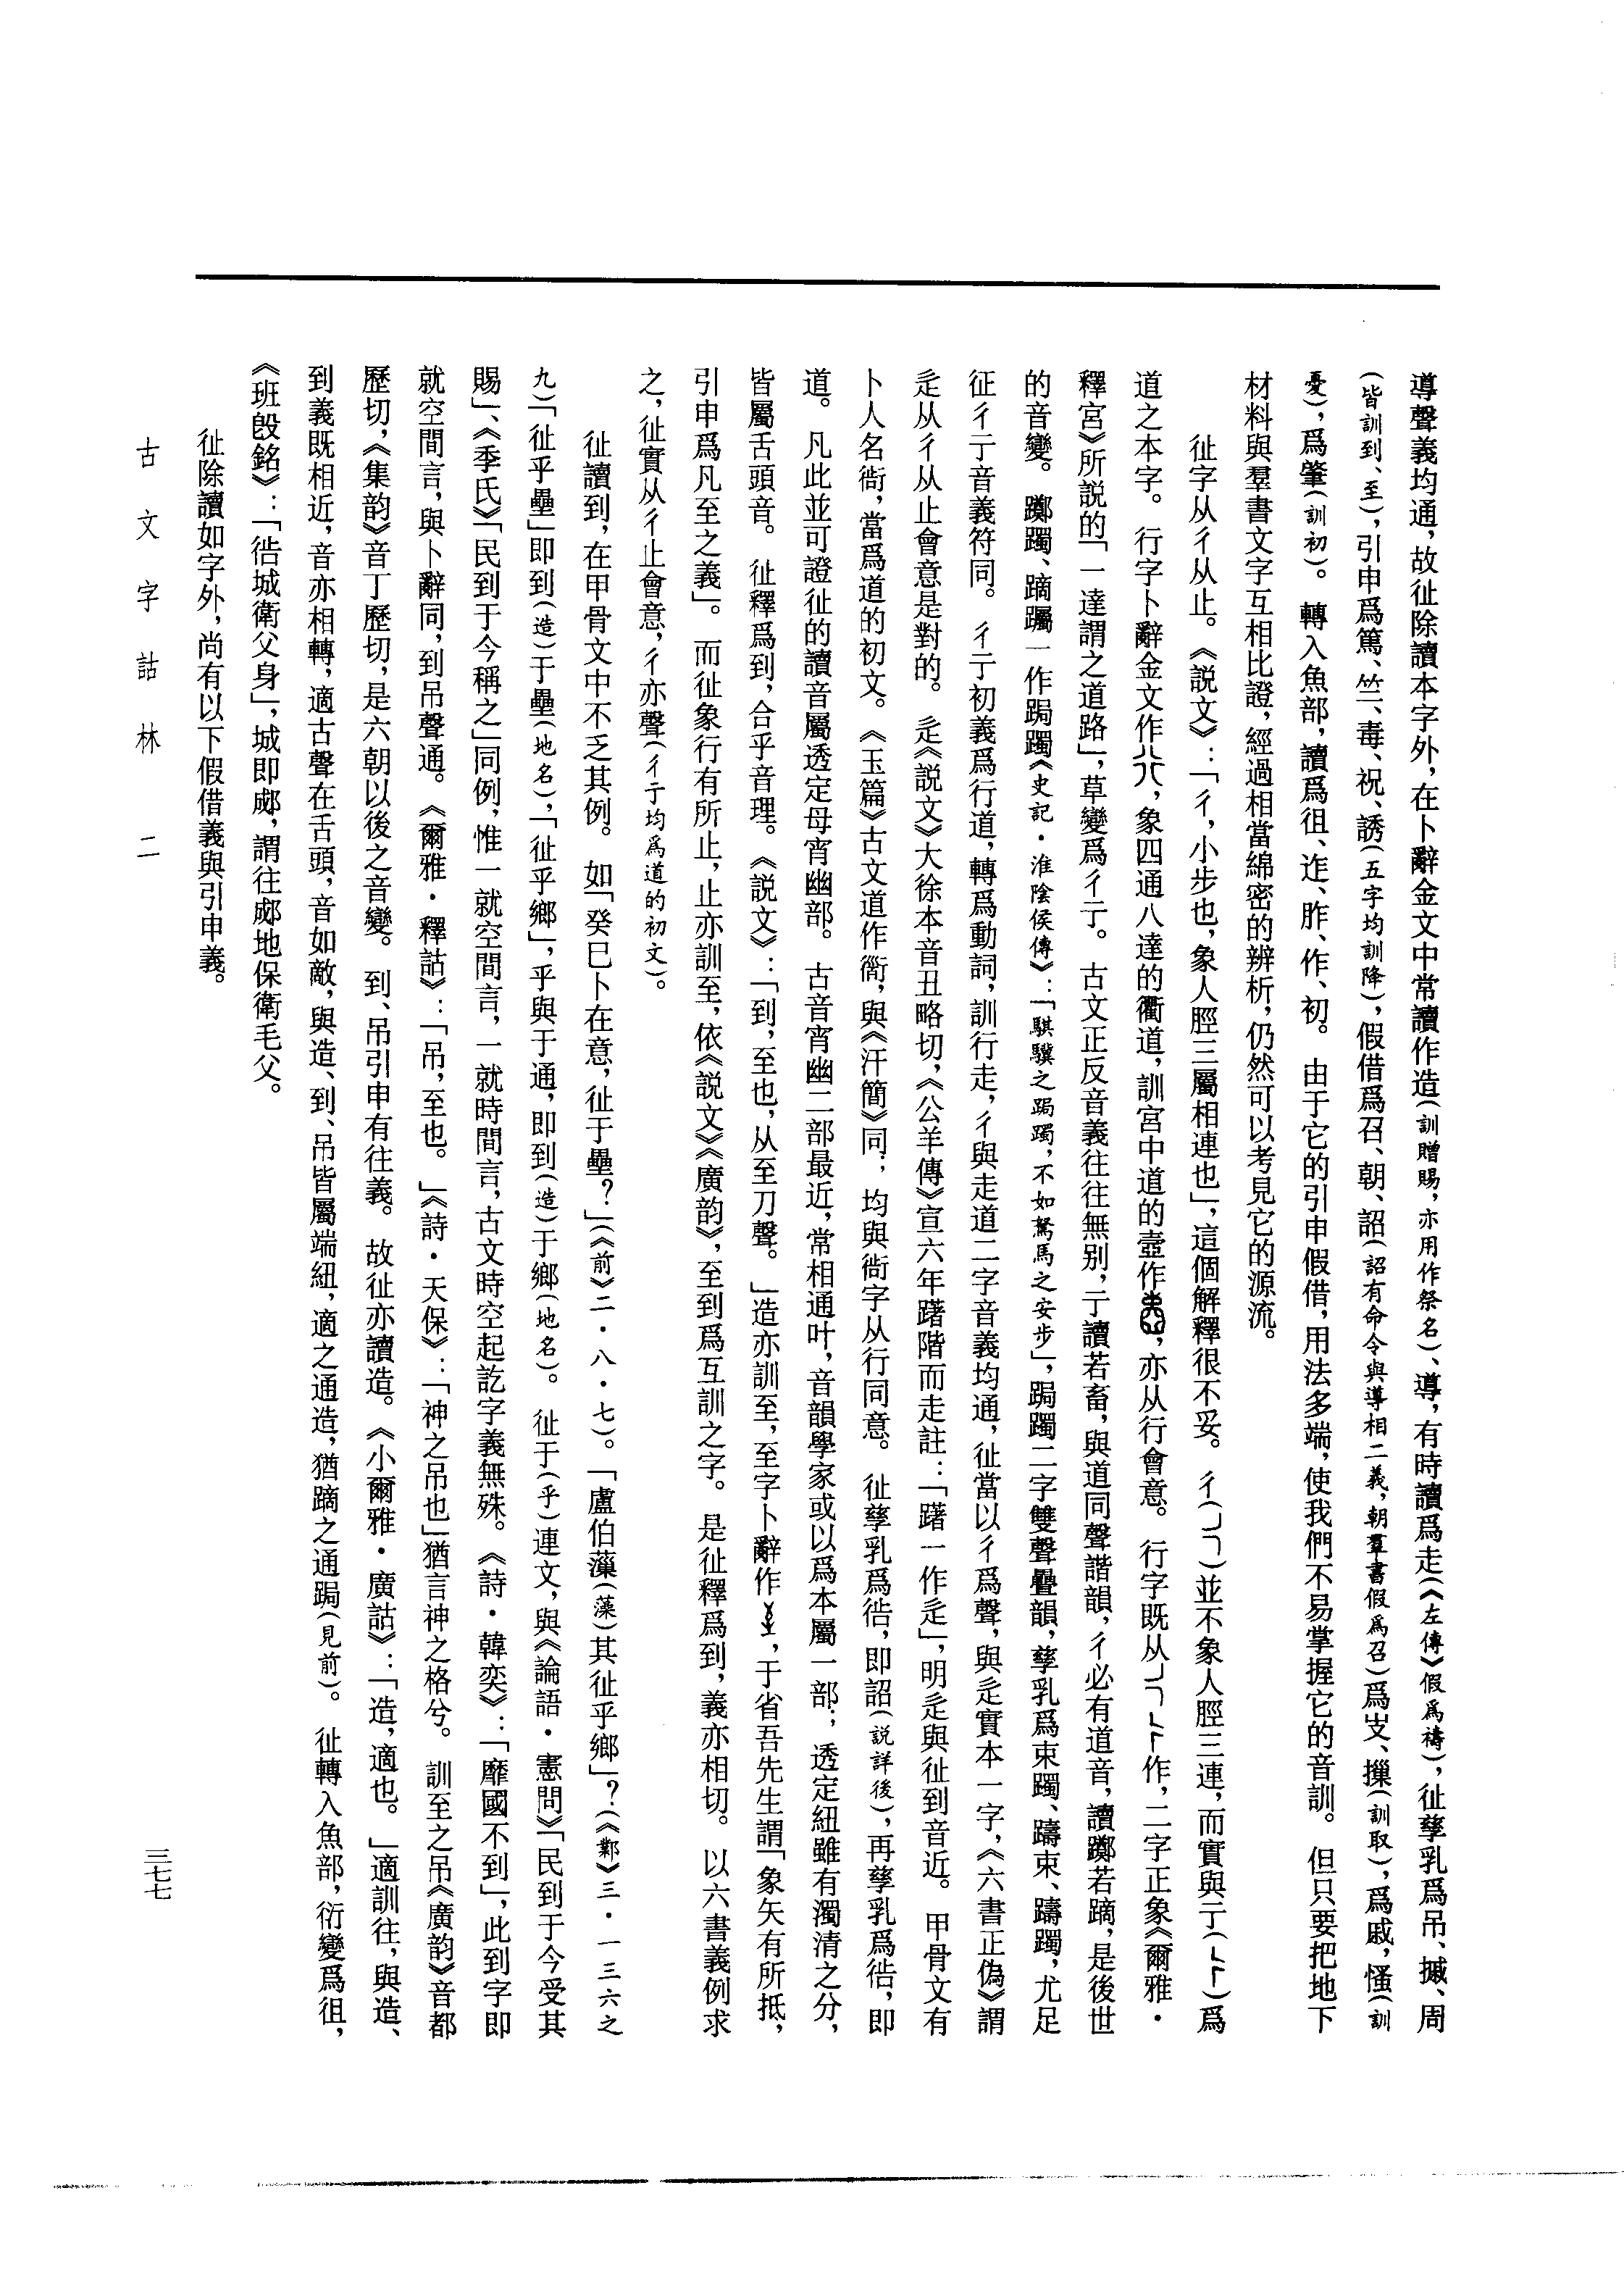 導聲義均通，故㢟除讀本字外，在卜辭金文中常讀作造（訓贈賜，亦用作祭名）、導，有時讀爲走（《左傳》假爲禱），㢟孳乳爲吊、摵、周
（皆訓到、至），引申爲篤、竺、毒、祝、誘（五字均訓降），假借爲召、朝、詔（詔有命令與導相二義，朝羣書假爲召）爲㞢、摷（訓取），爲戚，慅（訓
憂），爲肇（訓初）。轉入魚部，讀爲徂、迮、胙、作、初。由于它的引申假借，用法多端，使我們不易掌握它的音訓。但只要把地下
材料與羣書文字互相比證，經過相當綿密的辨析，仍然可以考見它的源流。
㢟字从彳从止。《説文》：「彳，小步也，象人脛三屬相連也」，這個解釋很不妥。彳（）並不象人脛三連，而實與亍（）爲
道之本字。行字卜辭金文作，象四通八達的衢道，訓宮中道的壼作，亦从行會意。行字既从作，二字正象《爾雅·
釋宮》所説的「一達謂之道路」，草變爲彳亍。古文正反音義往往無别，亍讀若畜，與道同聲諧韻，彳必有道音，讀躑若蹢，是後世
的音變。躑躅、蹢躅一作跼躅《史記·淮陰侯傳》：「騏驥之跼躅，不如駑馬之安步」，跼躅二字雙聲疊韻，孳乳爲束躅、躊束、躊躅，尤足
征彳亍音義符同。彳亍初義爲行道，轉爲動詞，訓行走，彳與走道二字音義均通，㢟當以彳爲聲，與辵實本一字，《六書正僞》謂
辵从彳从止會意是對的。辵《説文》大徐本音丑略切，《公羊傳》宣六年躇階而走註：「躇一作辵」，明辵與㢟到音近。甲骨文有
卜人名衜，當爲道的初文。《玉篇》古文道作衟，與《汗簡》同；均與衜字从行同意。㢟孳乳爲㣠，即詔（説詳後），再孳乳爲㣠，即
道。凡此並可證㢟的讀音屬透定母宵幽部。古音宵幽二部最近，常相通叶，音韻學家或以爲本屬一部；透定紐雖有濁清之分，
皆屬舌頭音。㢟釋爲到，合乎音理。《説文》：「到，至也，从至刀聲。」造亦訓至，至字卜辭作，于省吾先生謂「象矢有所抵，
引申爲凡至之義」。而㢟象行有所止，止亦訓至，依《説文》《廣韵》，至到爲互訓之字。是㢟釋爲到，義亦相切。以六書義例求
之，㢟實从彳止會意，彳亦聲（彳亍均爲道的初文）。
㢟讀到，在甲骨文中不乏其例。如「癸巳卜在意，㢟于壘？」（《前》二·八·七）。「盧伯薻（藻）其㢟乎鄉」？（《鄴》三·一三六之
九）「㢟乎壘」即到（造）于壘（地名），「㢟乎鄉」，乎與于通，即到（造）于鄉（地名）。㢟于（乎）連文，與《論語·憲問》「民到于今受其
賜」、《季氏》「民到于今稱之」同例，惟一就空間言，一就時間言，古文時空起訖字義無殊。《詩·韓奕》：「靡國不到」，此到字即
就空間言，與卜辭同，到吊聲通。《爾雅·釋詁》：「吊，至也。」《詩·天保》：「神之吊也」猶言神之格兮。訓至之吊《廣韵》音都
歷切，《集韵》音丁歷切，是六朝以後之音變。到、吊引申有往義。故㢟亦讀造。《小爾雅·廣詁》：「造，適也。」適訓往，與造、
到義既相近，音亦相轉，適古聲在舌頭，音如敵，與造、到、吊皆屬端紐，適之通造，猶蹢之通跼（見前）。㢟轉入魚部，衍變爲徂，
《班𣪘銘》：「㣠城衛父身」，城即郕，謂往郕地保衛毛父。
㢟除讀如字外，尚有以下假借義與引申義。
古文字詁林 二
三七七